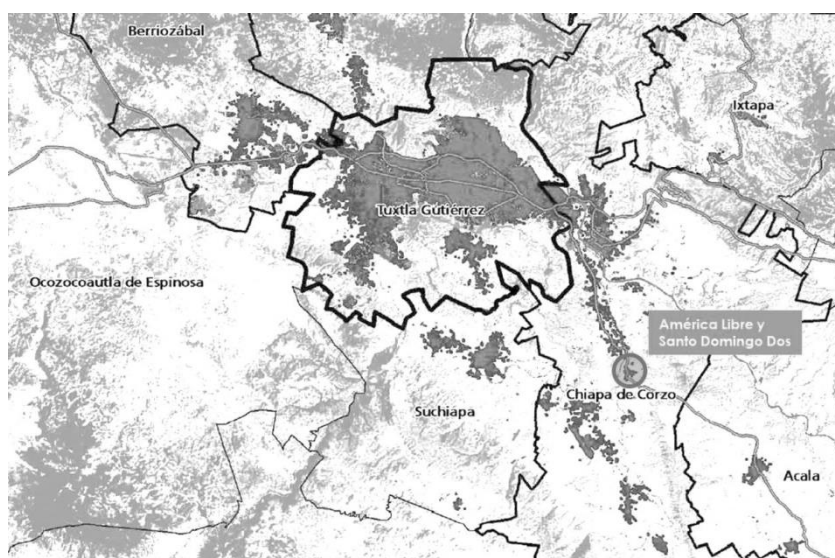 Berriozábal
Ixtapa
Tuxtla Gutiérrez
Ocozocoautla de Espinosa
América Libre y
Santo Domingo Dos
Chiapa de Corzo
Suchiapa
Acala